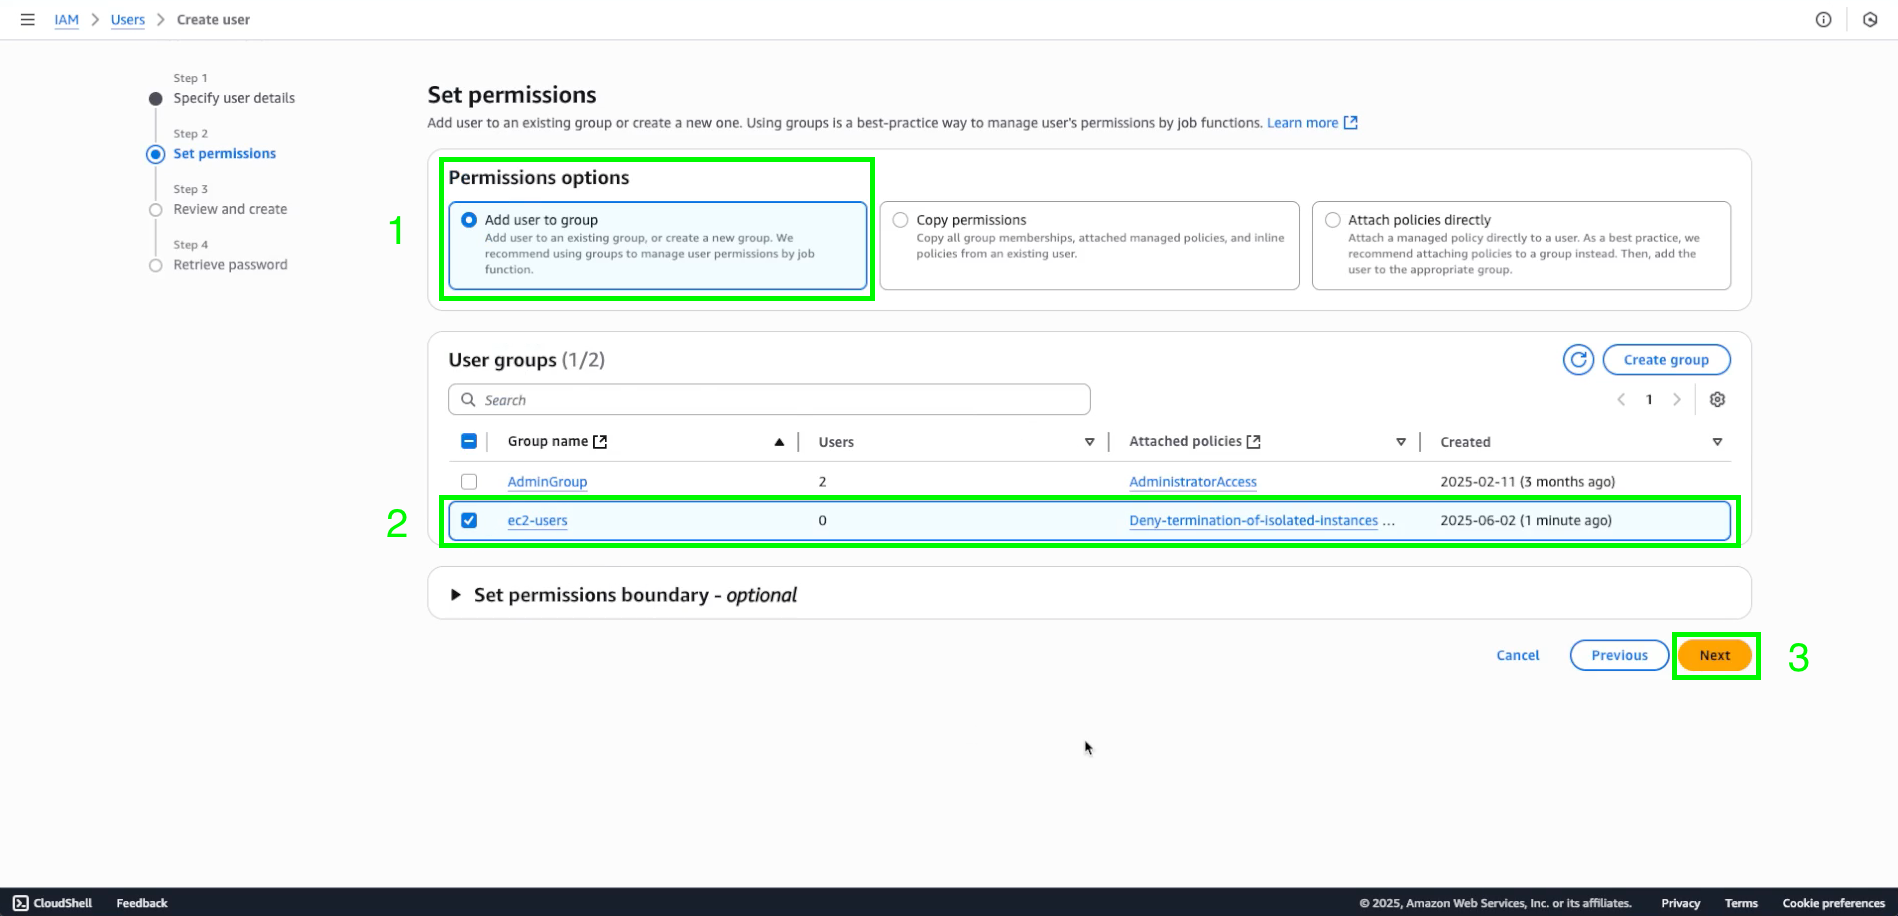 IAM > Users > Create user
Step 1
Specify user details
Step 2
Set permissions
Step 3
Review and create
Step 4
Retrieve password
Set permissions
Add user to an existing group or create a new one. Using groups is a best-practice way to manage user's permissions by job functions. Learn more
1
Permissions options
Add user to group
Add user to an existing group, or create a new group. We
recommend using groups to manage user permissions by job
function.
Copy permissions
Copy all group memberships, attached managed policies, and inline
policies from an existing user.
Attach policies directly
Attach a managed policy directly to a user. As a best practice, we
recommend attaching policies to a group instead. Then, add the
user to the appropriate group.
User groups (1/2)
Create group
Search
1
Group name Users Attached policies Created
AdminGroup 2 AdministratorAccess 2025-02-11 (3 months ago)
2
ec2-users 0 Deny-termination-of-isolated-instances ... 2025-06-02 (1 minute ago)
Set permissions boundary - optional
Cancel Previous Next
3
CloudShell Feedback © 2025, Amazon Web Services, Inc. or its affiliates. Privacy Terms Cookie preferences